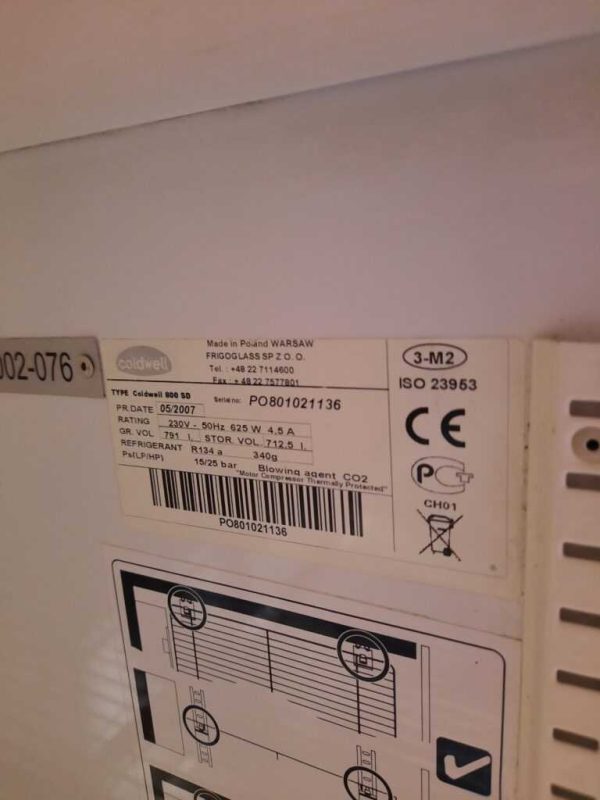 002-076
coldwell
Made in Poland WARSAW
FRIGOGLASS SP Z. O. O.
Tel. : +48 22 7114600
Fax : + 48 22 7577801
TYPE Coldwell 800 SD
Serial no: PO801021136
PR.DATE 05/2007
RATING 230V - 50Hz 625 W 4,5 A
GR. VOL 791 l. STOR. VOL 712,5 l.
REFRIGERANT R134 a 340g
Ps(LP/HP) 15/25 bar Blowing agent CO2
"Motor Compressor Thermally Protected"
PO801021136
3-M2
ISO 23953
CE
PCT
CH01